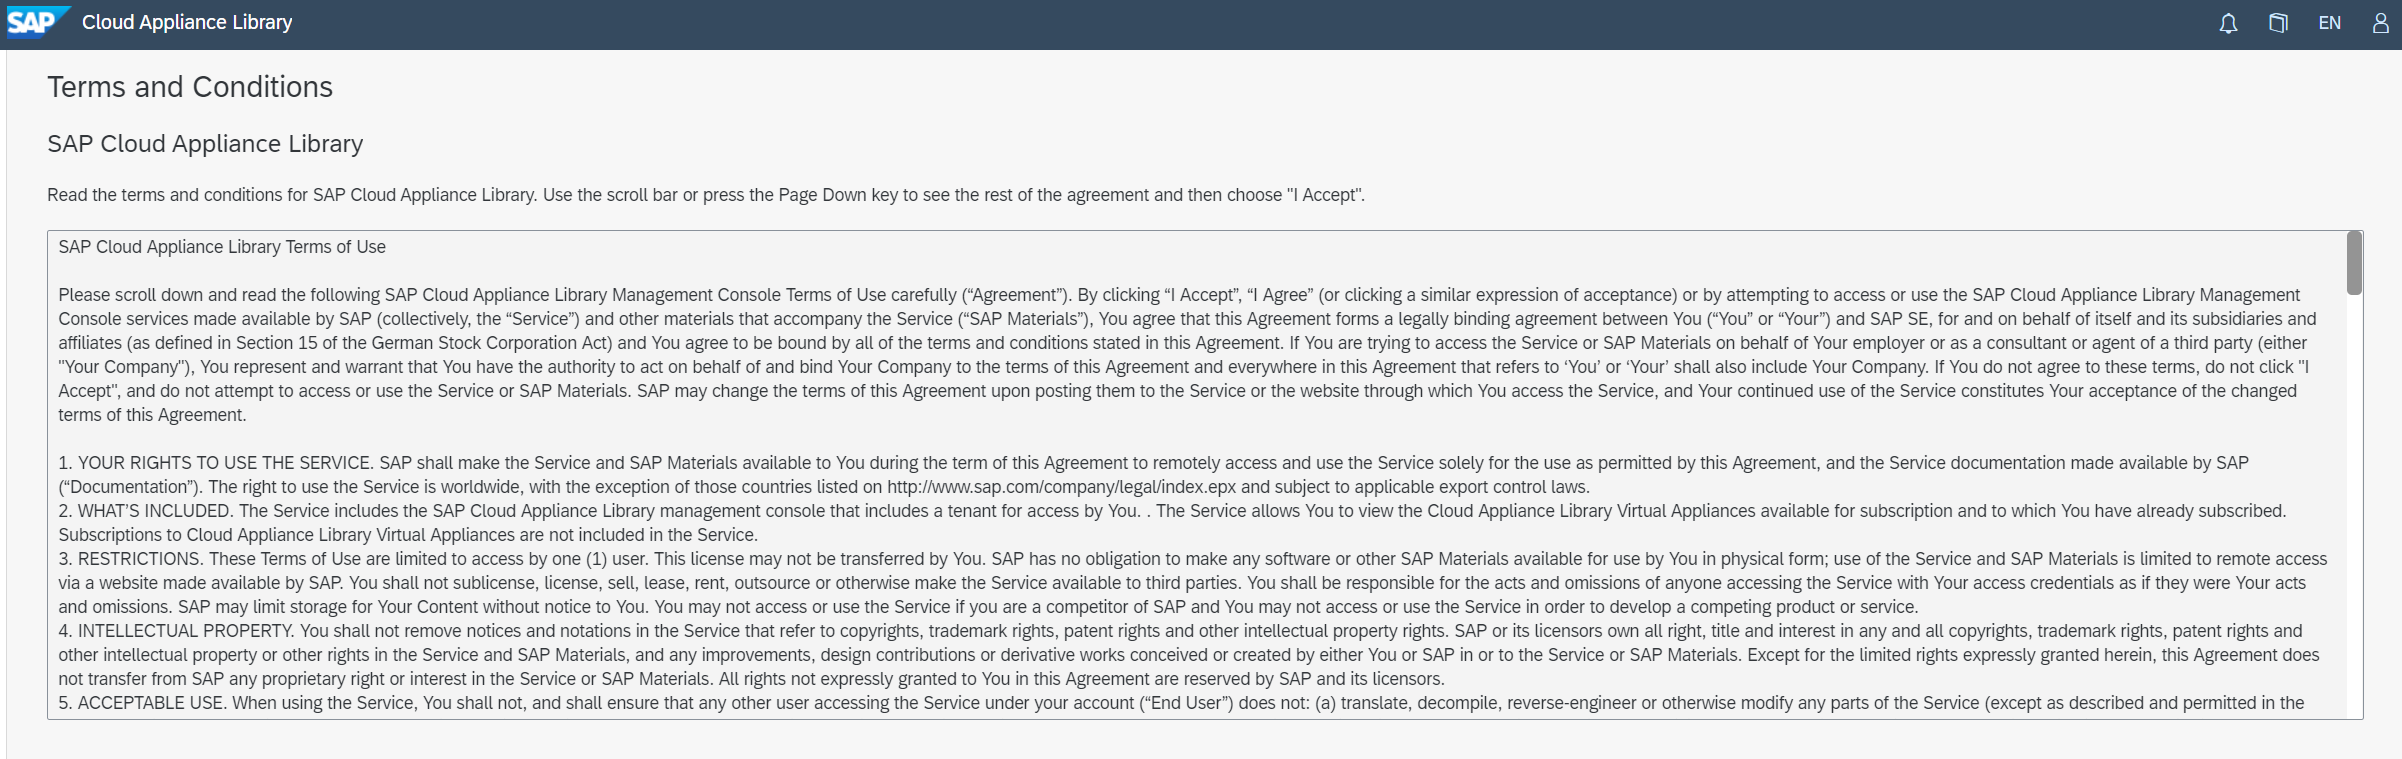 SAP Cloud Appliance Library EN
Terms and Conditions
SAP Cloud Appliance Library
Read the terms and conditions for SAP Cloud Appliance Library. Use the scroll bar or press the Page Down key to see the rest of the agreement and then choose "I Accept".
SAP Cloud Appliance Library Terms of Use
Please scroll down and read the following SAP Cloud Appliance Library Management Console Terms of Use carefully (“Agreement”). By clicking “I Accept”, “I Agree” (or clicking a similar expression of acceptance) or by attempting to access or use the SAP Cloud Appliance Library Management
Console services made available by SAP (collectively, the “Service”) and other materials that accompany the Service (“SAP Materials”), You agree that this Agreement forms a legally binding agreement between You (“You” or “Your”) and SAP SE, for and on behalf of itself and its subsidiaries and
affiliates (as defined in Section 15 of the German Stock Corporation Act) and You agree to be bound by all of the terms and conditions stated in this Agreement. If You are trying to access the Service or SAP Materials on behalf of Your employer or as a consultant or agent of a third party (either
"Your Company"), You represent and warrant that You have the authority to act on behalf of and bind Your Company to the terms of this Agreement and everywhere in this Agreement that refers to ‘You’ or ‘Your’ shall also include Your Company. If You do not agree to these terms, do not click "I
Accept", and do not attempt to access or use the Service or SAP Materials. SAP may change the terms of this Agreement upon posting them to the Service or the website through which You access the Service, and Your continued use of the Service constitutes Your acceptance of the changed
terms of this Agreement.
1. YOUR RIGHTS TO USE THE SERVICE. SAP shall make the Service and SAP Materials available to You during the term of this Agreement to remotely access and use the Service solely for the use as permitted by this Agreement, and the Service documentation made available by SAP
(“Documentation”). The right to use the Service is worldwide, with the exception of those countries listed on http://www.sap.com/company/legal/index.epx and subject to applicable export control laws.
2. WHAT’S INCLUDED. The Service includes the SAP Cloud Appliance Library management console that includes a tenant for access by You. . The Service allows You to view the Cloud Appliance Library Virtual Appliances available for subscription and to which You have already subscribed.
Subscriptions to Cloud Appliance Library Virtual Appliances are not included in the Service.
3. RESTRICTIONS. These Terms of Use are limited to access by one (1) user. This license may not be transferred by You. SAP has no obligation to make any software or other SAP Materials available for use by You in physical form; use of the Service and SAP Materials is limited to remote access
via a website made available by SAP. You shall not sublicense, license, sell, lease, rent, outsource or otherwise make the Service available to third parties. You shall be responsible for the acts and omissions of anyone accessing the Service with Your access credentials as if they were Your acts
and omissions. SAP may limit storage for Your Content without notice to You. You may not access or use the Service if you are a competitor of SAP and You may not access or use the Service in order to develop a competing product or service.
4. INTELLECTUAL PROPERTY. You shall not remove notices and notations in the Service that refer to copyrights, trademark rights, patent rights and other intellectual property rights. SAP or its licensors own all right, title and interest in any and all copyrights, trademark rights, patent rights and
other intellectual property or other rights in the Service and SAP Materials, and any improvements, design contributions or derivative works conceived or created by either You or SAP in or to the Service or SAP Materials. Except for the limited rights expressly granted herein, this Agreement does
not transfer from SAP any proprietary right or interest in the Service or SAP Materials. All rights not expressly granted to You in this Agreement are reserved by SAP and its licensors.
5. ACCEPTABLE USE. When using the Service, You shall not, and shall ensure that any other user accessing the Service under your account (“End User”) does not: (a) translate, decompile, reverse-engineer or otherwise modify any parts of the Service (except as described and permitted in the